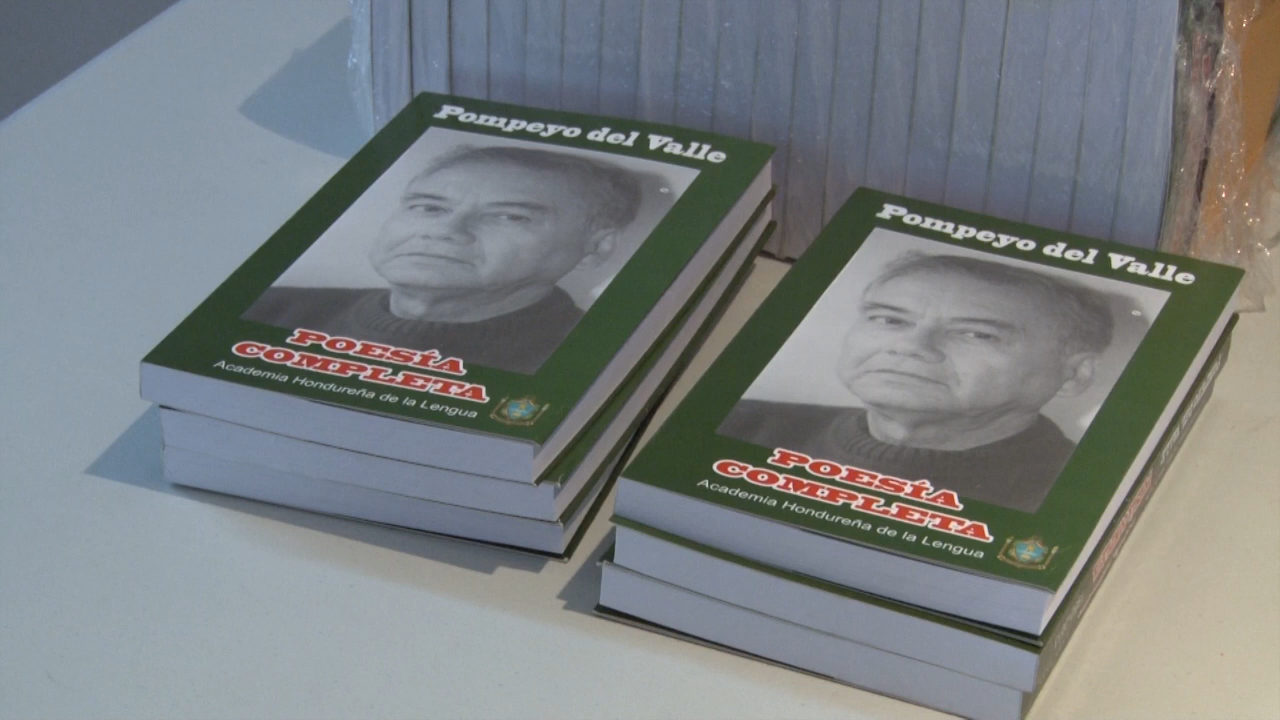 Pompeyo del Valle
POESÍA
COMPLETA
Academia Hondureña de la Lengua
Pompeyo del Valle
POESÍA
COMPLETA
Academia Hondureña de la Lengua